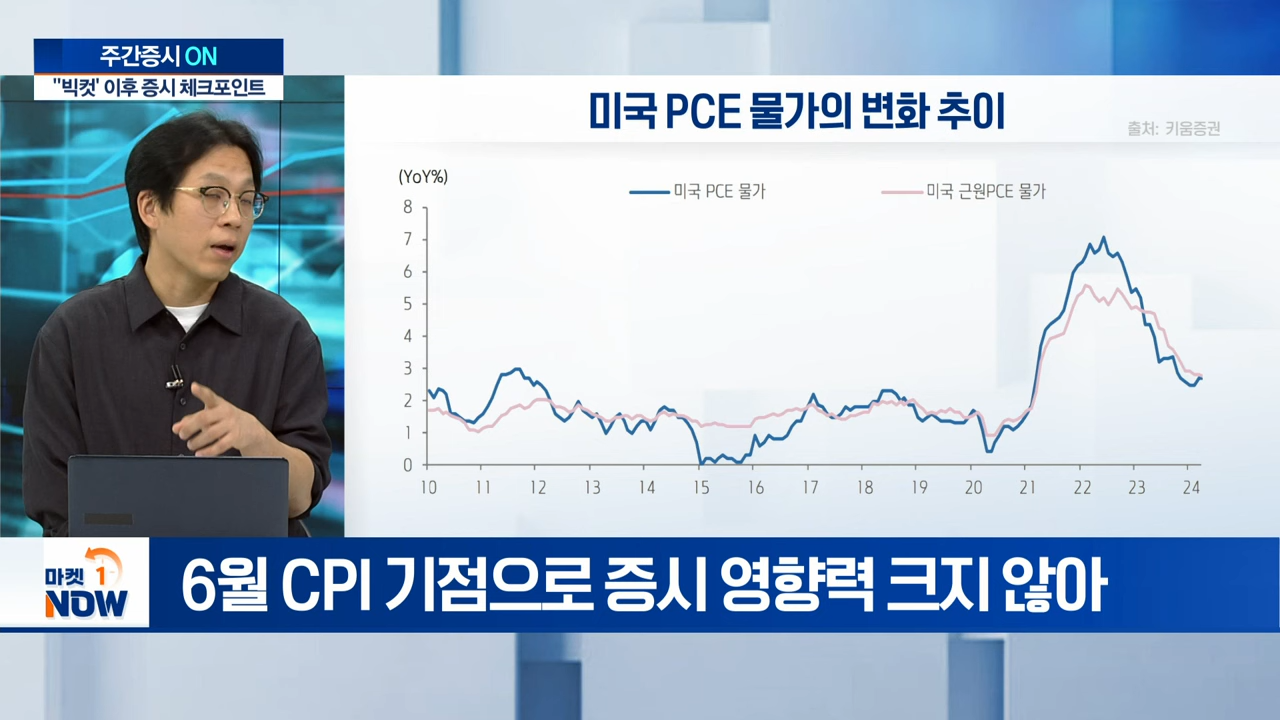 주간증시 ON
"빅컷' 이후 증시 체크포인트
미국 PCE 물가의 변화 추이
출처: 키움증권
(YoY%)
미국 PCE 물가
미국 근원PCE 물가
8
7
6
5
4
3
2
1
0
10 11 12 13 14 15 16 17 18 19 20 21 22 23 24
마켓 1
NOW
6월 CPI 기점으로 증시 영향력 크지 않아